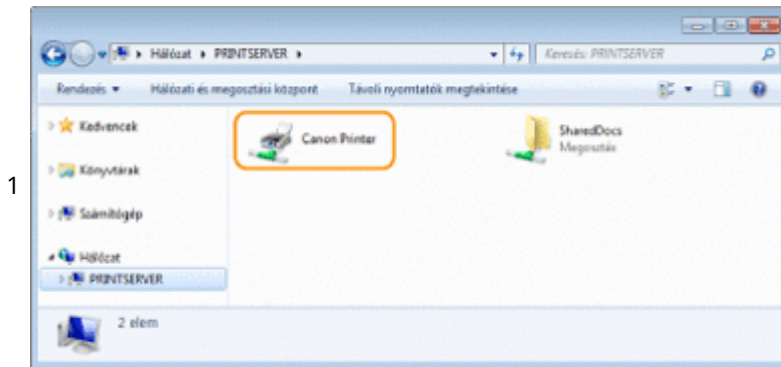 Hálózat ▸ PRINTSERVER ▸ Keresés: PRINTSERVER
Rendezés ▾ Hálózati és megosztási központ Távoli nyomtatók megtekintése
Kedvencek
Canon Printer
SharedDocs
Megosztás
Könyvtárak
1
Számítógép
Hálózat
PRINTSERVER
2 elem